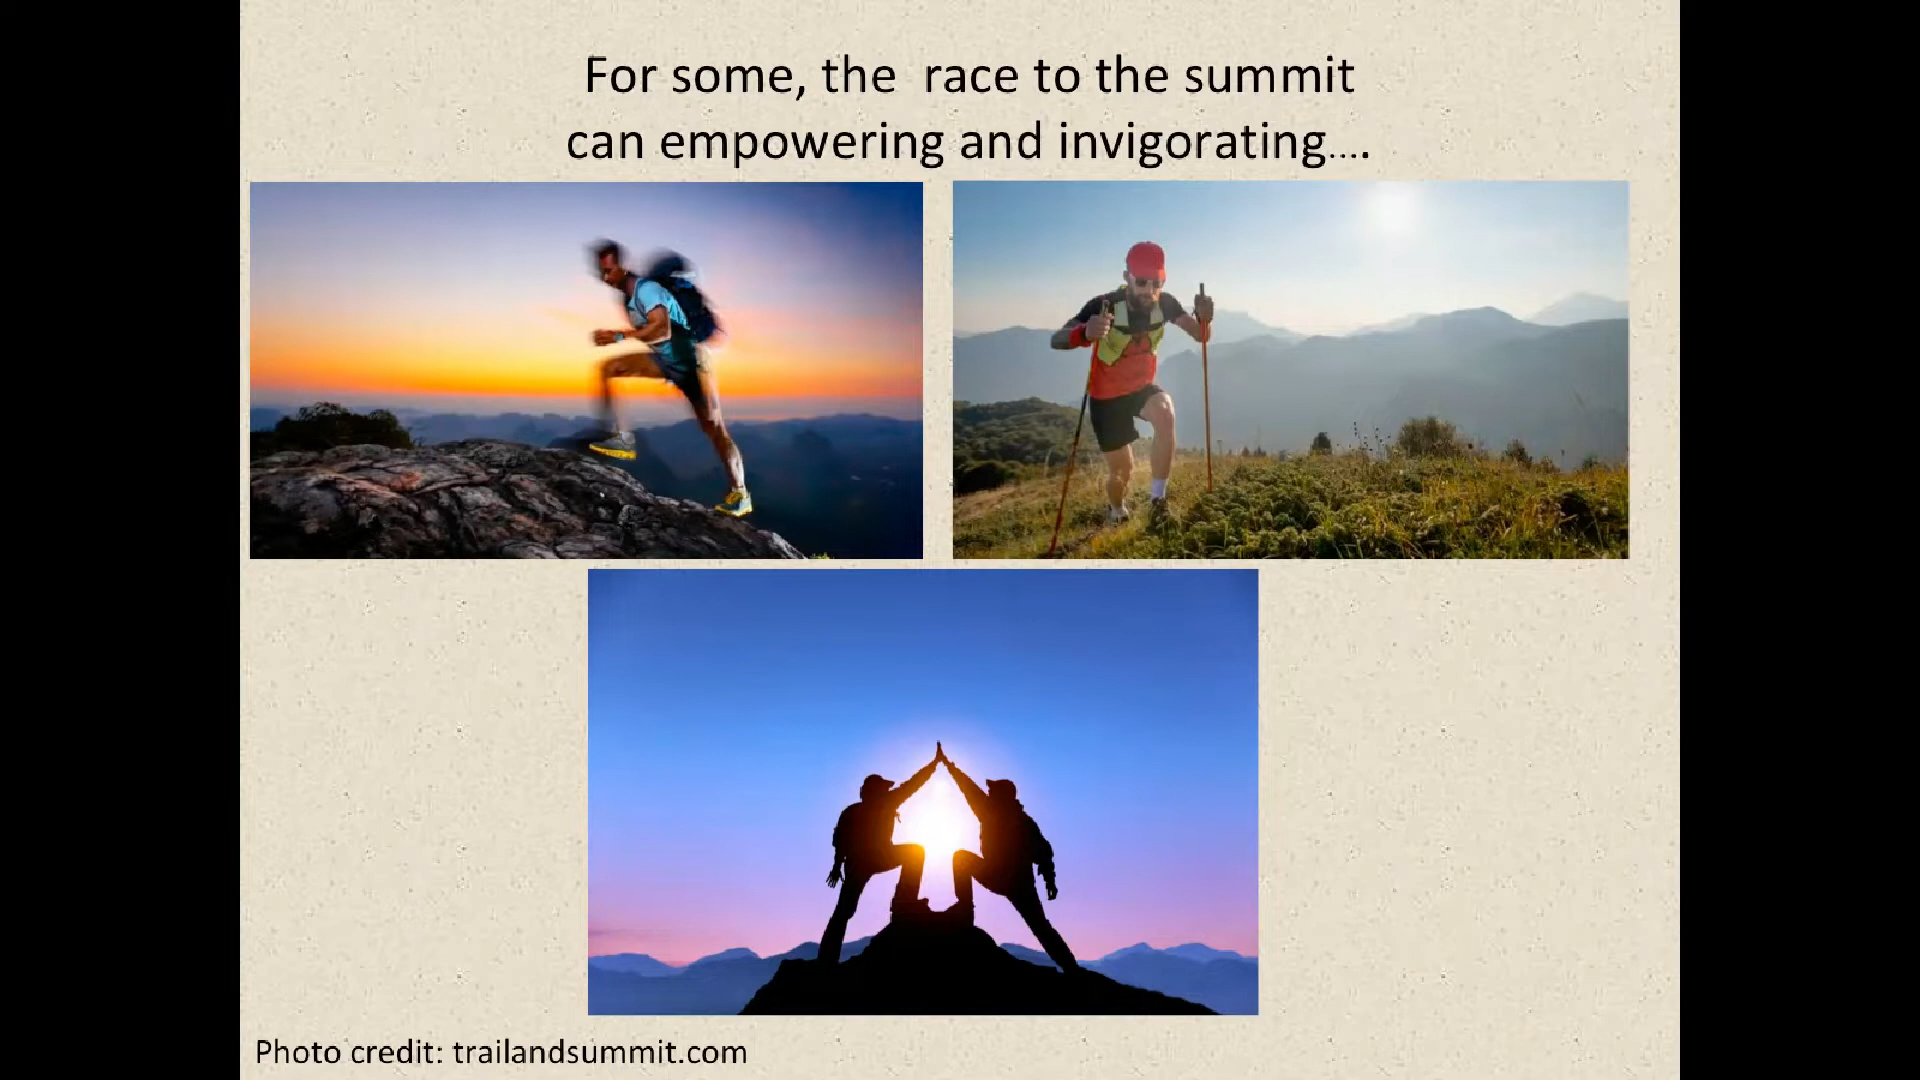 For some, the  race to the summit
can empowering and invigorating....
Photo credit: trailandsummit.com